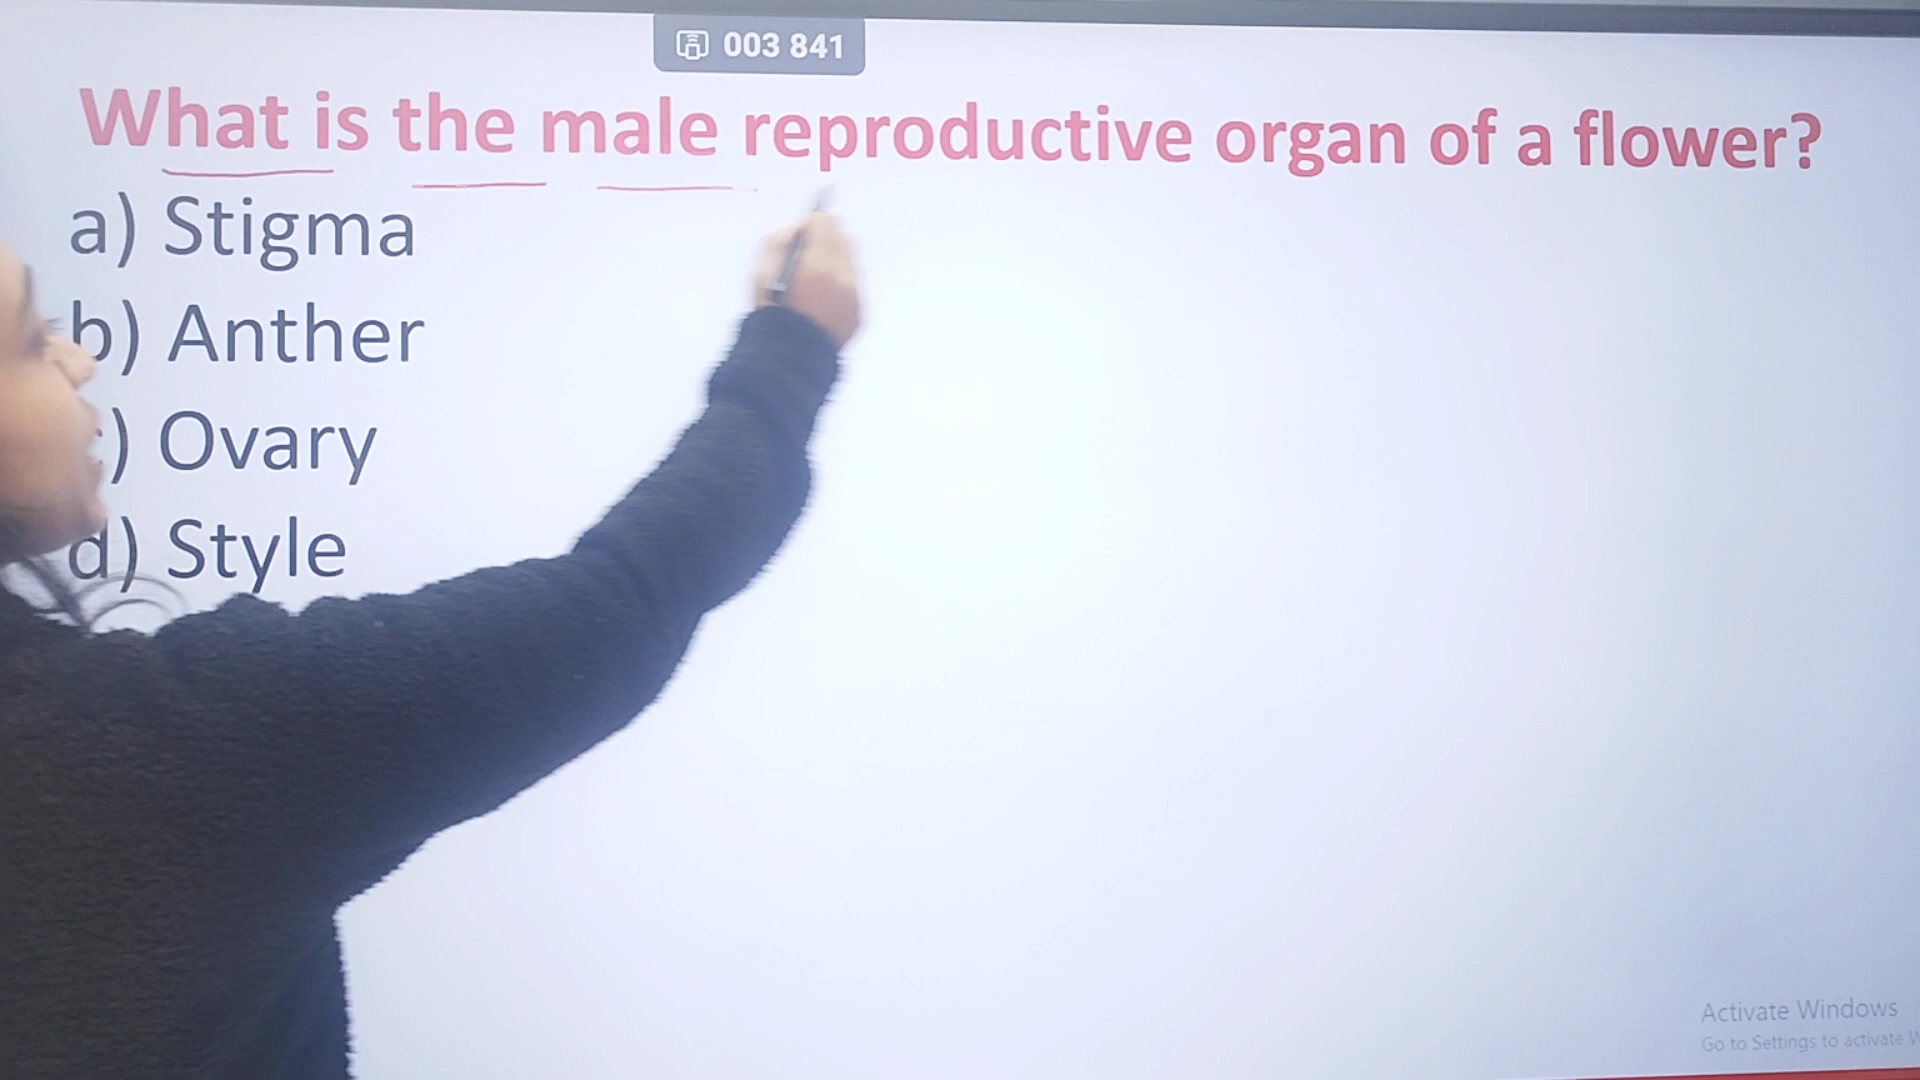 003 841
What is the male reproductive organ of a flower?
a) Stigma
b) Anther
) Ovary
d) Style
Activate Windows
Go to Settings to activate